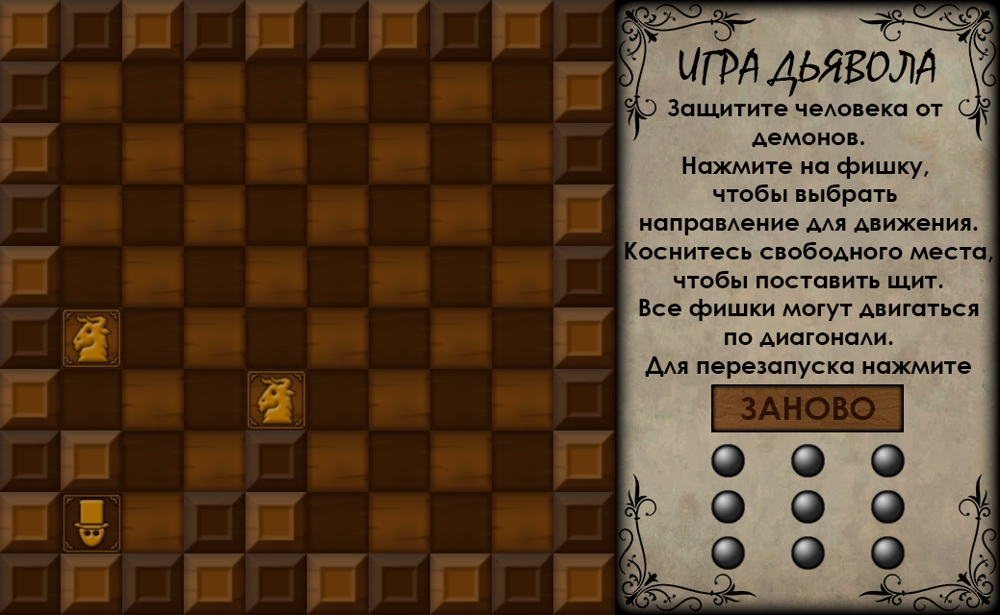 ИГРА ДЬЯВОЛА
Защитите человека от
демонов.
Нажмите на фишку,
чтобы выбрать
направление для движения.
Коснитесь свободного места,
чтобы поставить щит.
Все фишки могут двигаться
по диагонали.
Для перезапуска нажмите
ЗАНОВО